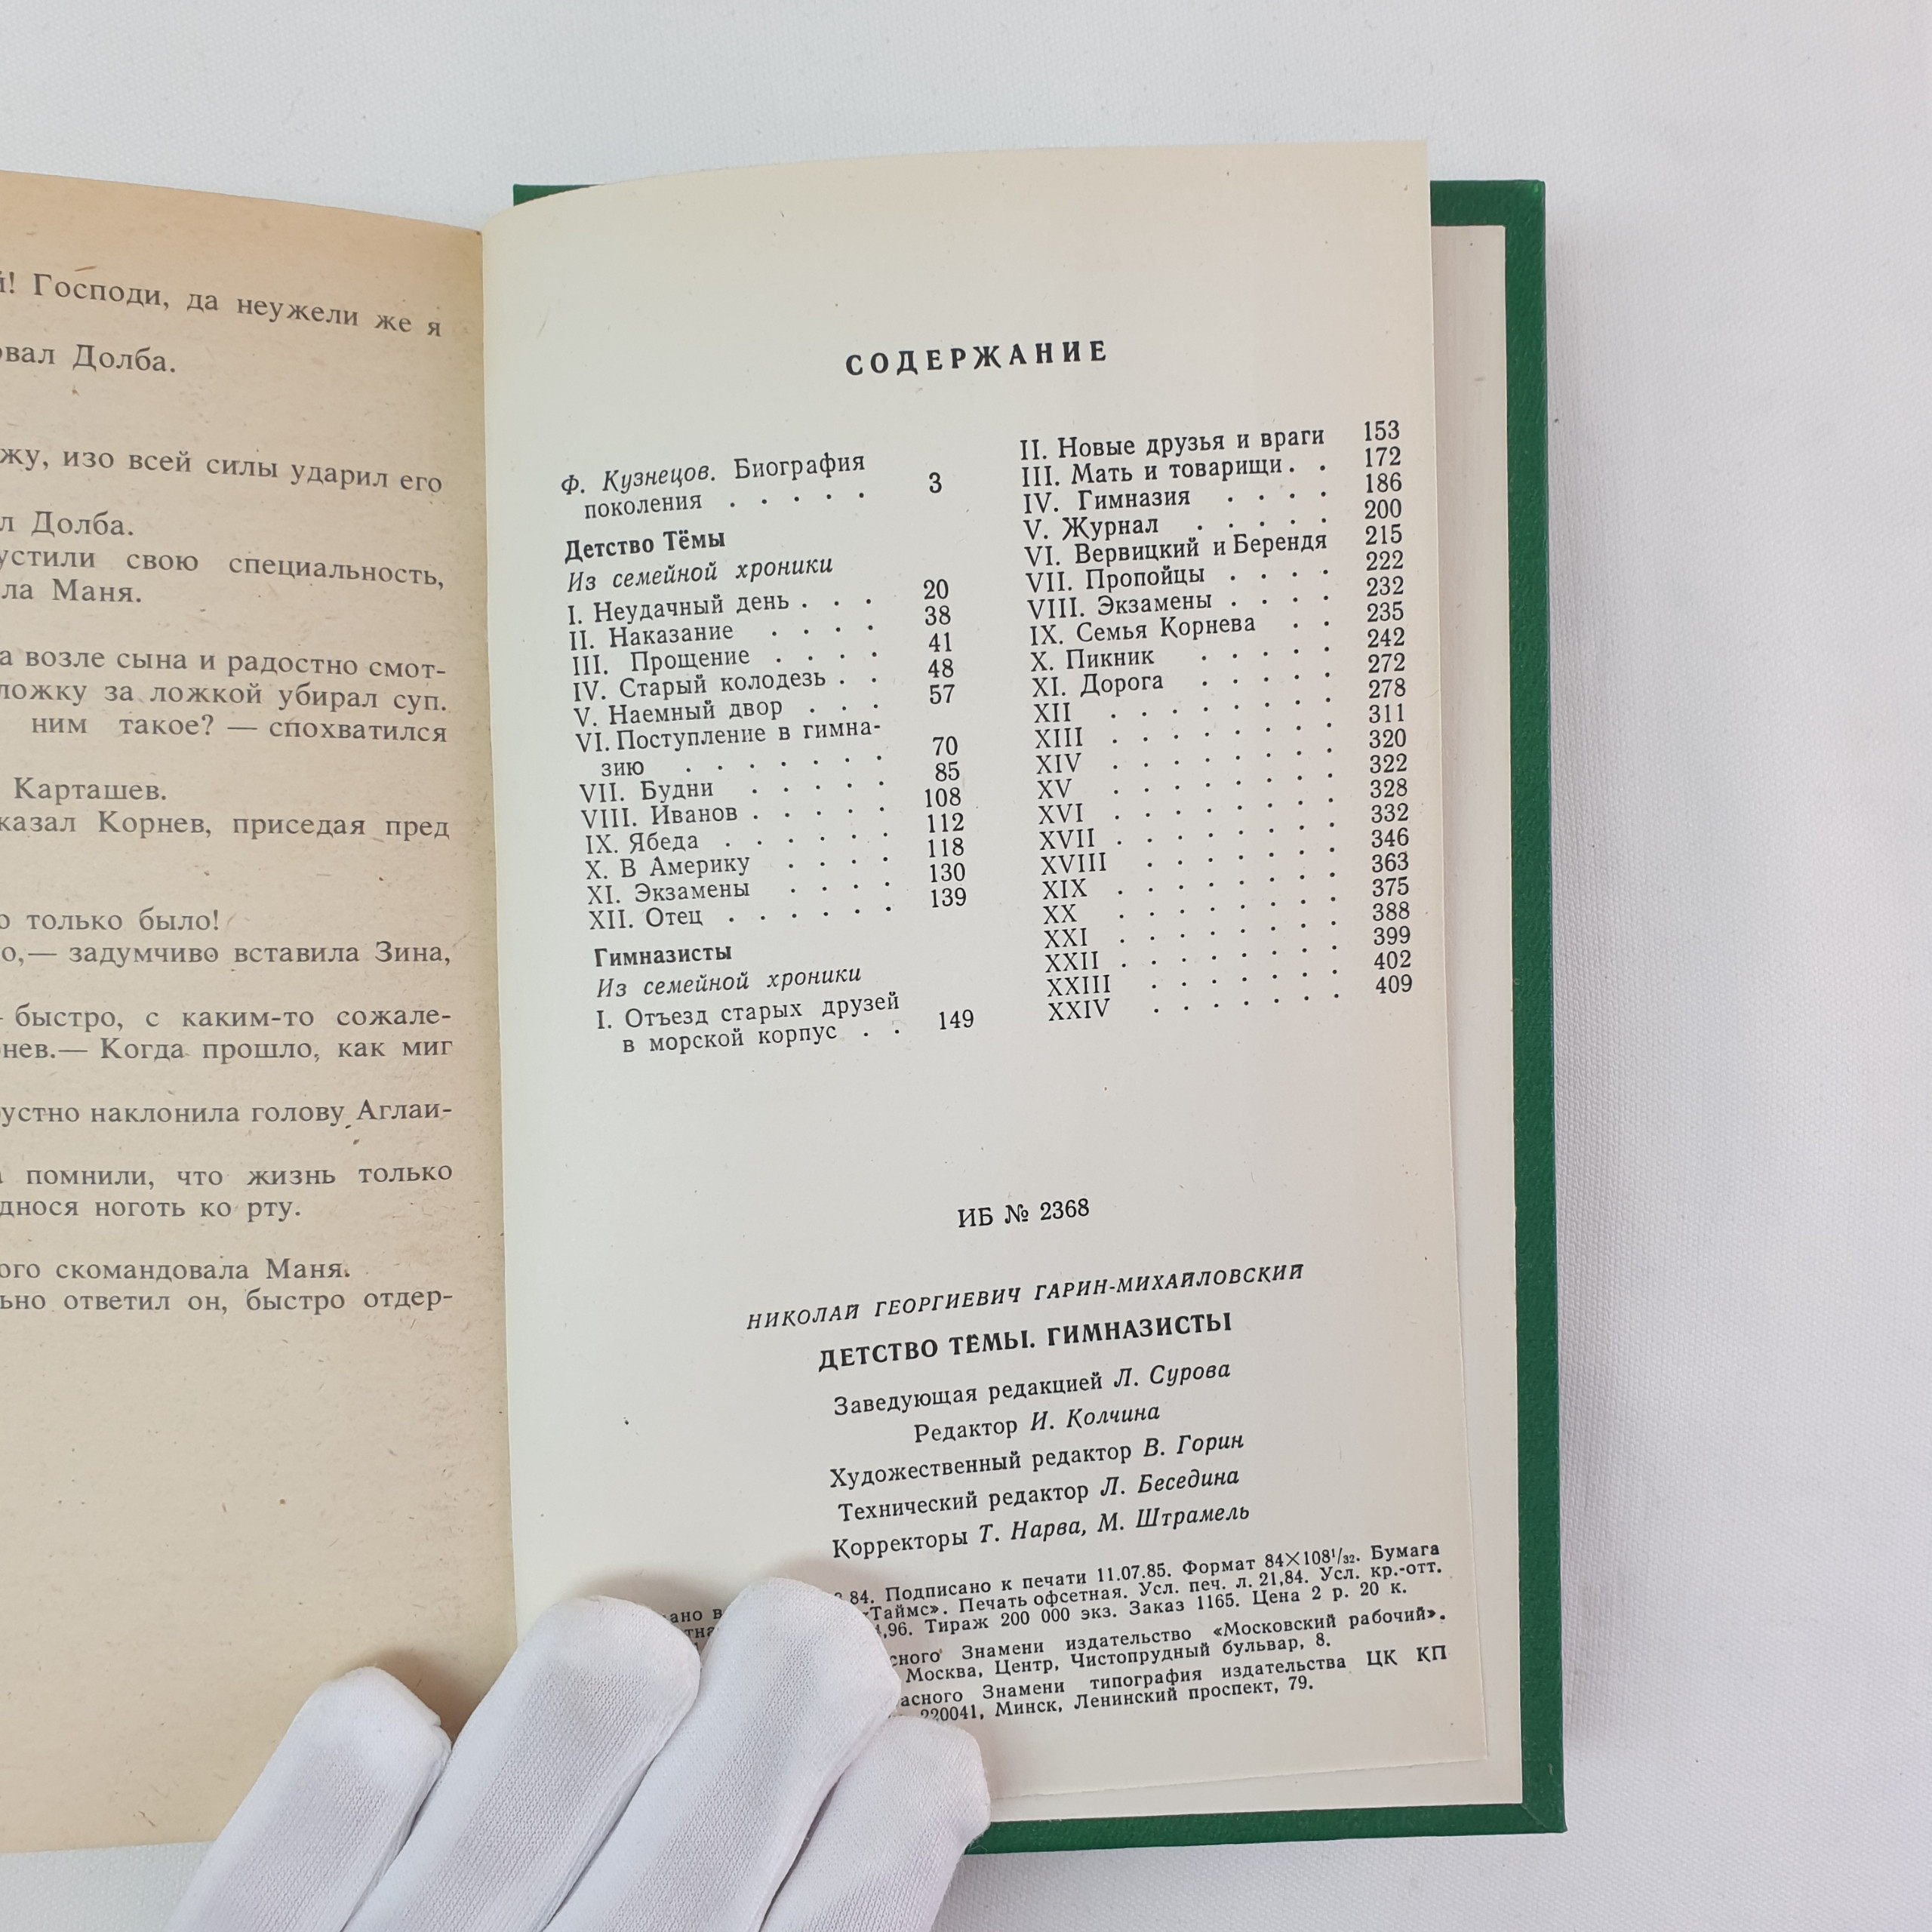 й! Господи, да неужели же я
овал Долба.
жу, изо всей силы ударил его
л Долба.
устили свою специальность,
ла Маня.
а возле сына и радостно смот-
ложку за ложкой убирал суп.
ним такое? — спохватился
Карташев.
казал Корнев, приседая пред
о только было!
о,— задумчиво вставила Зина,
быстро, с каким-то сожале-
нев.— Когда прошло, как миг
устно наклонила голову Аглаи-
помнили, что жизнь только
днося ноготь ко рту.
ого скомандовала Маня.
ьно ответил он, быстро отдер-
СОДЕРЖАНИЕ
Ф. Кузнецов. Биография
поколения . . . . . 3
Детство Тёмы
Из семейной хроники
I. Неудачный день . . . 20
II. Наказание . . . . 38
III. Прощение . . . . 41
IV. Старый колодезь . . 48
V. Наемный двор . . . 57
VI. Поступление в гимна-
зию . . . . . . . 70
VII. Будни . . . . . 85
VIII. Иванов . . . . . 108
IX. Ябеда . . . . . . 112
X. В Америку . . . . 118
XI. Экзамены . . . . 130
XII. Отец . . . . . . 139
Гимназисты
Из семейной хроники
I. Отъезд старых друзей
в морской корпус . . 149
II. Новые друзья и враги 153
III. Мать и товарищи . . 172
IV. Гимназия . . . . 186
V. Журнал . . . . . 200
VI. Вервицкий и Берендя 215
VII. Пропойцы . . . . 222
VIII. Экзамены . . . . 232
IX. Семья Корнева . . 235
X. Пикник . . . . . 242
XI. Дорога . . . . . 272
XII . . . . . . . . 278
XIII . . . . . . . . 311
XIV . . . . . . . . 320
XV . . . . . . . . 322
XVI . . . . . . . . 328
XVII . . . . . . . . 332
XVIII . . . . . . . 346
XIX . . . . . . . . 363
XX . . . . . . . . 375
XXI . . . . . . . . 388
XXII . . . . . . . . 399
XXIII . . . . . . . 402
XXIV . . . . . . . 409
ИБ № 2368
НИКОЛАЙ ГЕОРГИЕВИЧ ГАРИН-МИХАЙЛОВСКИЙ
ДЕТСТВО ТЁМЫ. ГИМНАЗИСТЫ
Заведующая редакцией Л. Сурова
Редактор И. Колчина
Художественный редактор В. Горин
Технический редактор Л. Беседина
Корректоры Т. Нарва, М. Штрамель
ано в 84. Подписано к печати 11.07.85. Формат 84×108¹/₃₂. Бумага
тна «Таймс». Печать офсетная. Усл. печ. л. 21,84. Усл. кр.-отт.
,96. Тираж 200 000 экз. Заказ 1165. Цена 2 р. 20 к.
сного Знамени издательство «Московский рабочий».
Москва, Центр, Чистопрудный бульвар, 8.
асного Знамени типография издательства ЦК КП
220041, Минск, Ленинский проспект, 79.